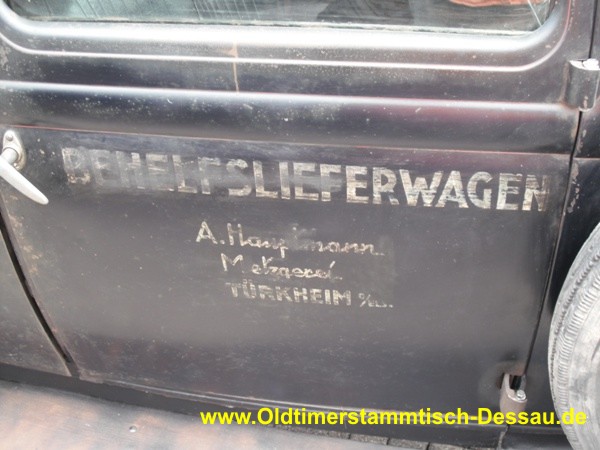 BEHELFSLIEFERWAGEN
A. Hauptmann
Metzgerei
TÜRKHEIM
www.Oldtimerstammtisch-Dessau.de